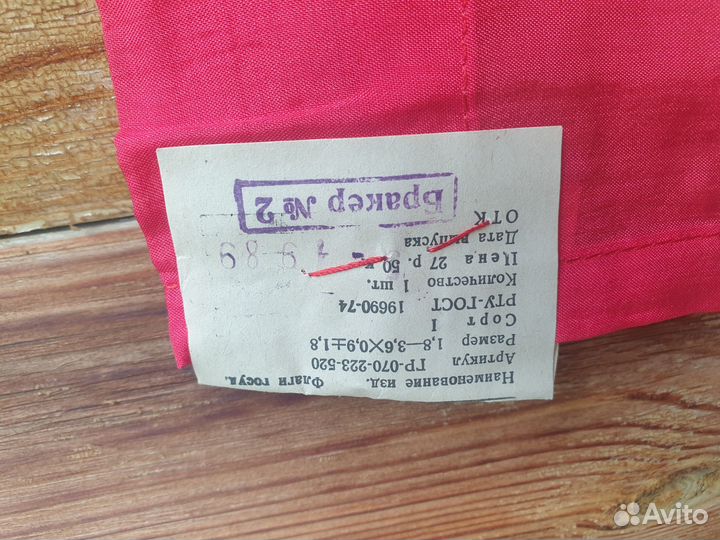 Наименование изд. Флаги госуд.
Артикул ГР-070-223-520
Размер 1,8—3,6×0,9±1,8
Сорт I
РТУ-ГОСТ 19690-74
Количество 1 шт.
Цена 27 р. 50 к.
Дата выпуска 1989
ОТК
Бракер № 2
Avito